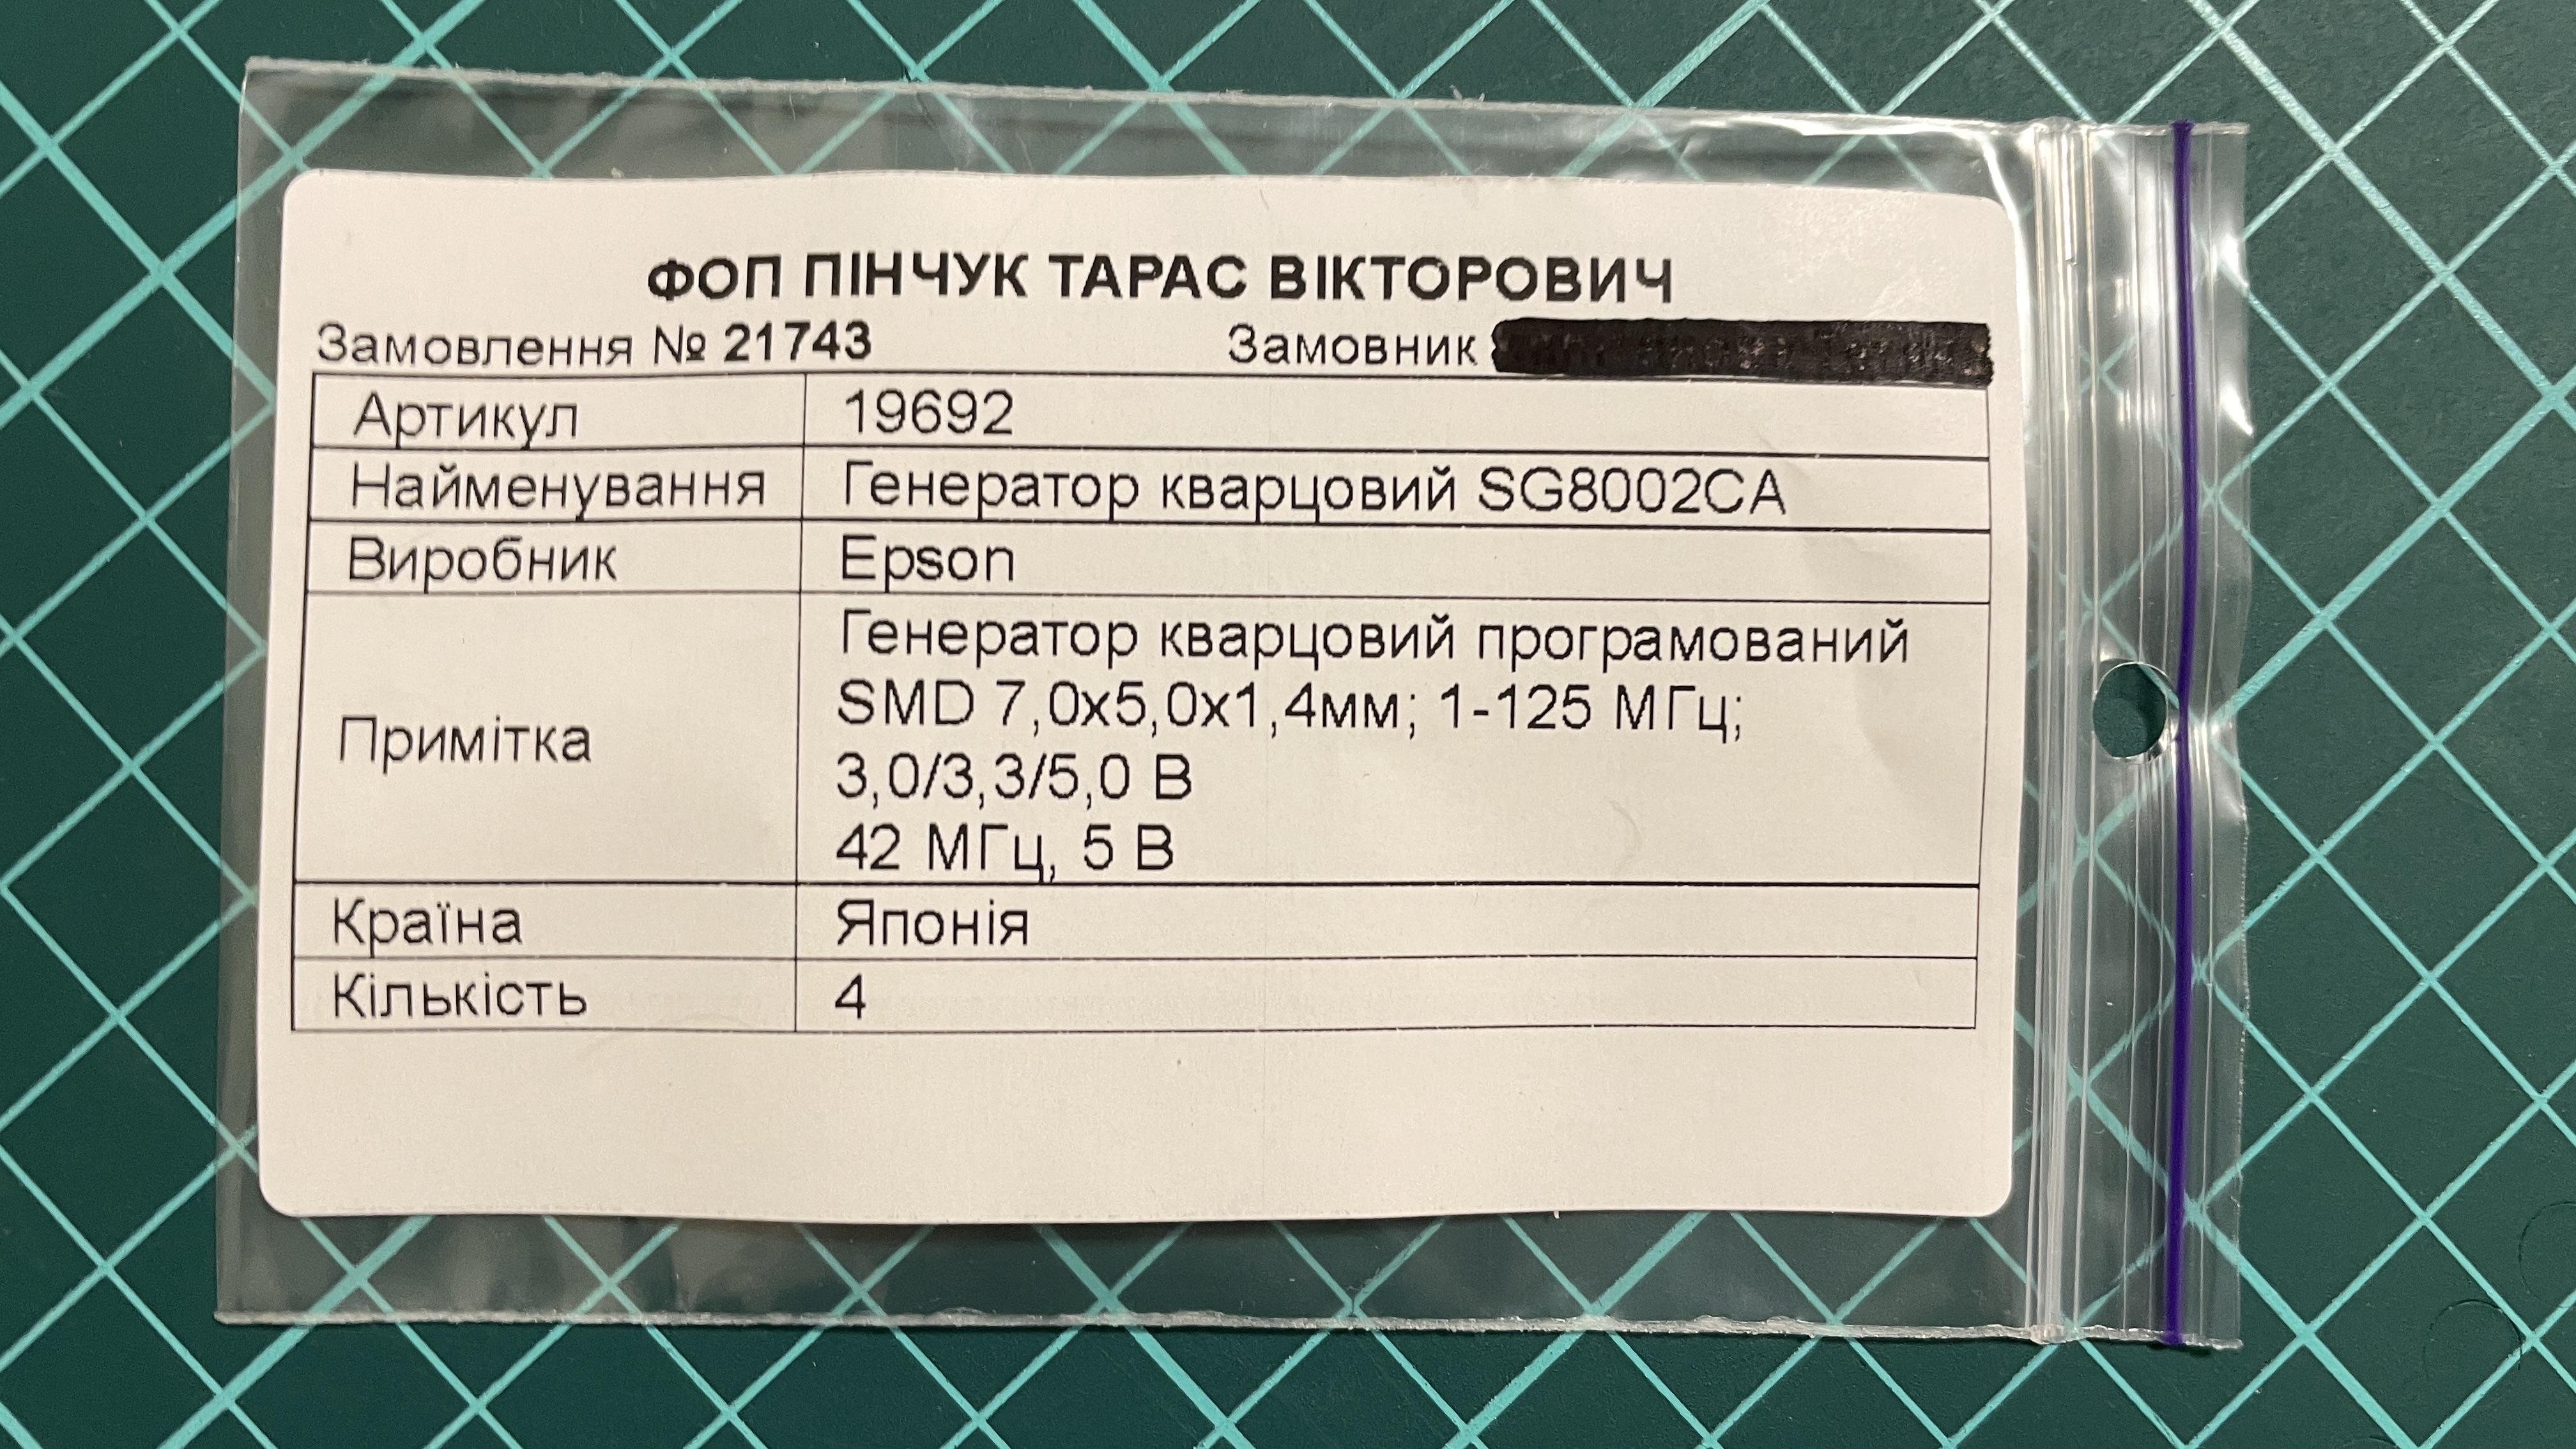 ФОП ПІНЧУК ТАРАС ВІКТОРОВИЧ
Замовлення № 21743 Замовник
Артикул 19692
Найменування Генератор кварцовий SG8002CA
Виробник Epson
Примітка Генератор кварцовий програмований
SMD 7,0x5,0x1,4мм; 1-125 МГц;
3,0/3,3/5,0 В
42 МГц, 5 В
Країна Японія
Кількість 4